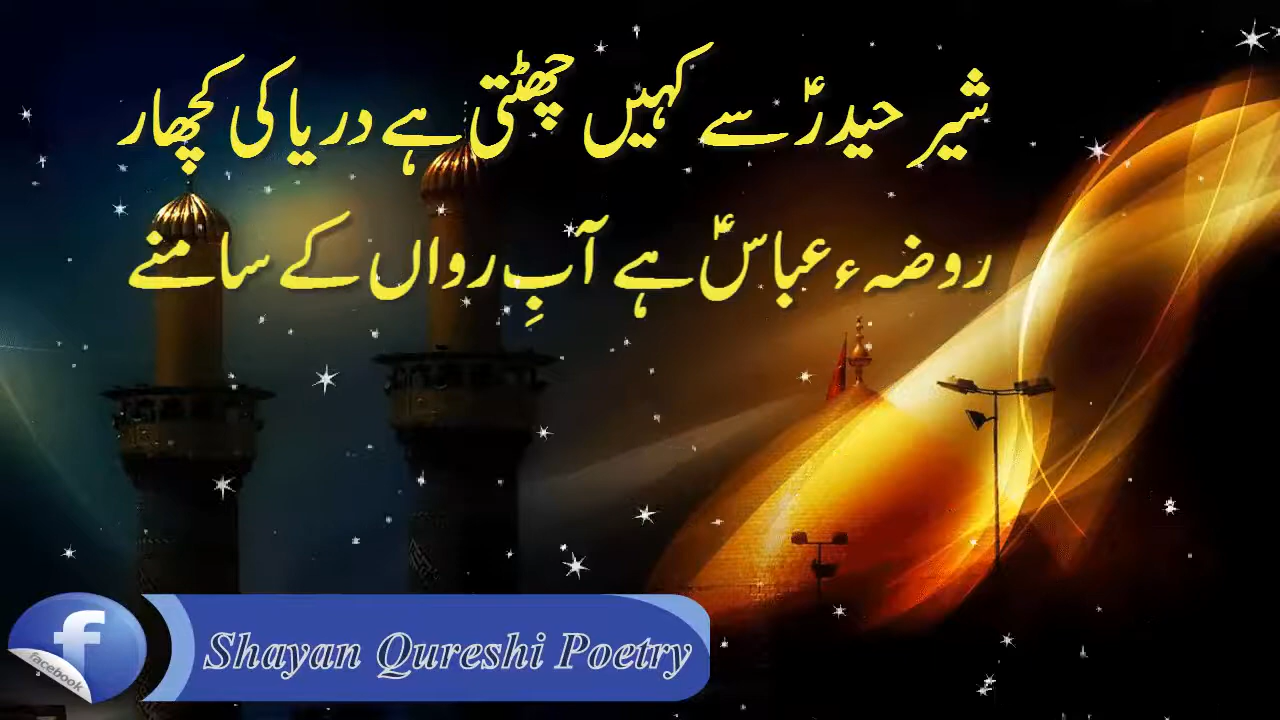 شیر حیدرؑ سے کہیں چھٹتی ہے دریا کی کچھار
روضہ ء عباسؑ ہے آبِ رواں کے سامنے
f
facebook
Shayan Qureshi Poetry